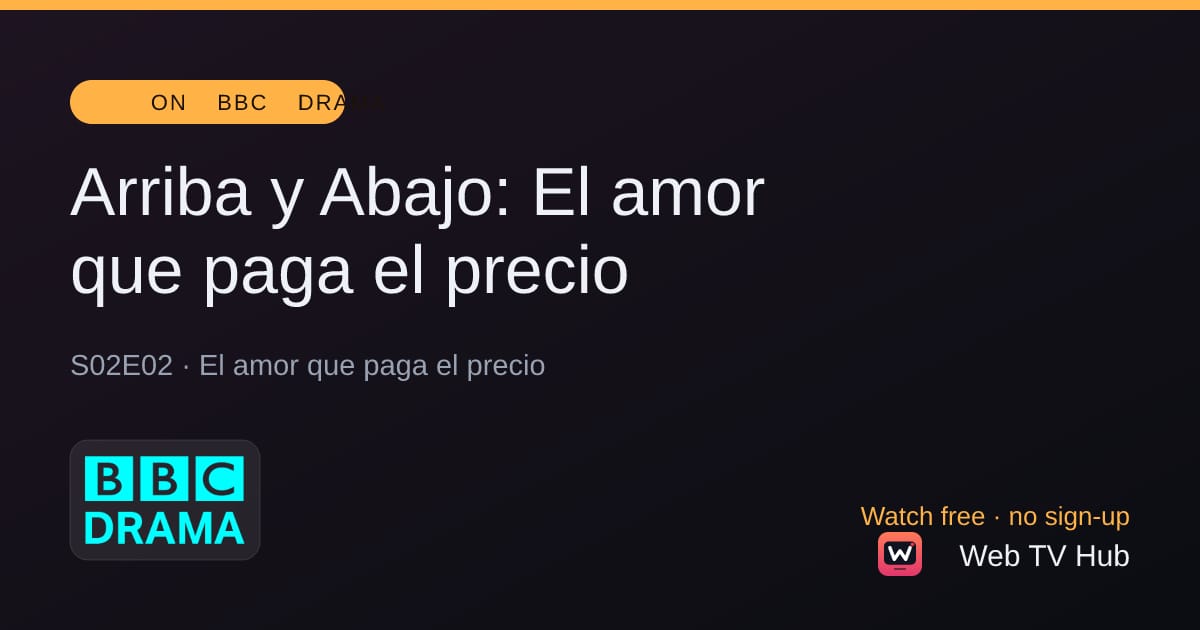 ON BBC DRAMA
Arriba y Abajo: El amor
que paga el precio
S02E02 · El amor que paga el precio
BBC
DRAMA
Watch free · no sign-up
W Web TV Hub